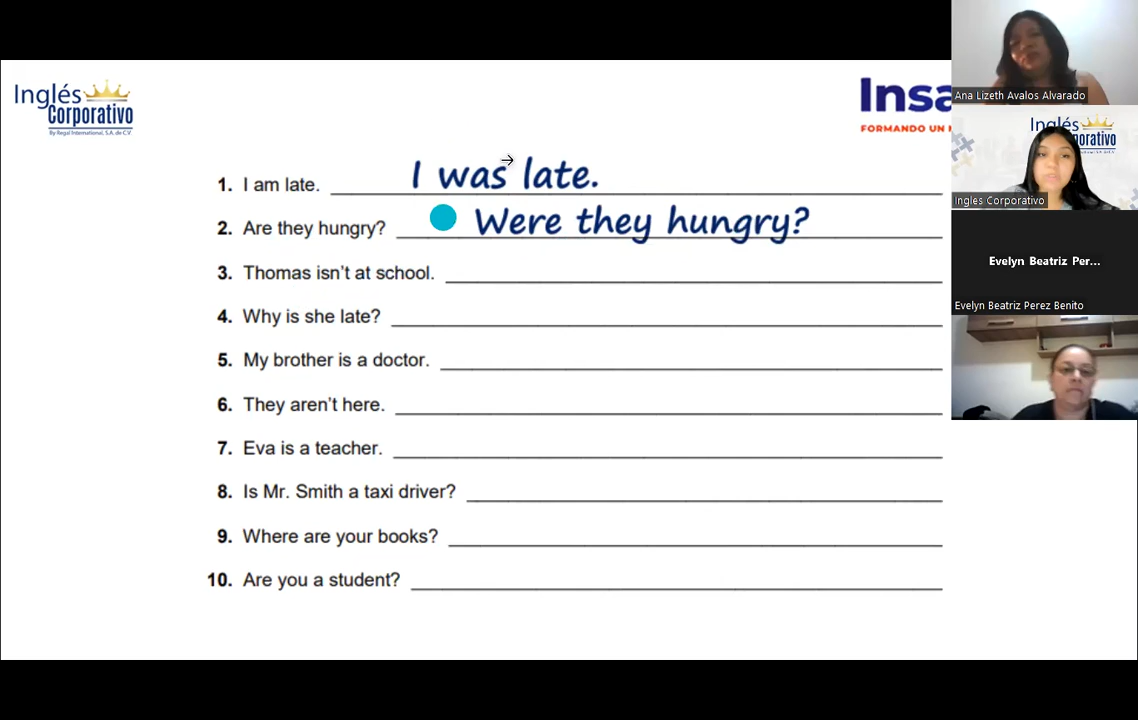 Inglés
Corporativo
By Regal International, S.A. de C.V.
Insa
FORMANDO UN
1. I am late. I was late.
2. Are they hungry? Were they hungry?
3. Thomas isn't at school.
4. Why is she late?
5. My brother is a doctor.
6. They aren't here.
7. Eva is a teacher.
8. Is Mr. Smith a taxi driver?
9. Where are your books?
10. Are you a student?
Ana Lizeth Avalos Alvarado
Inglés
Ingles Corporativo
Evelyn Beatriz Per...
Evelyn Beatriz Perez Benito